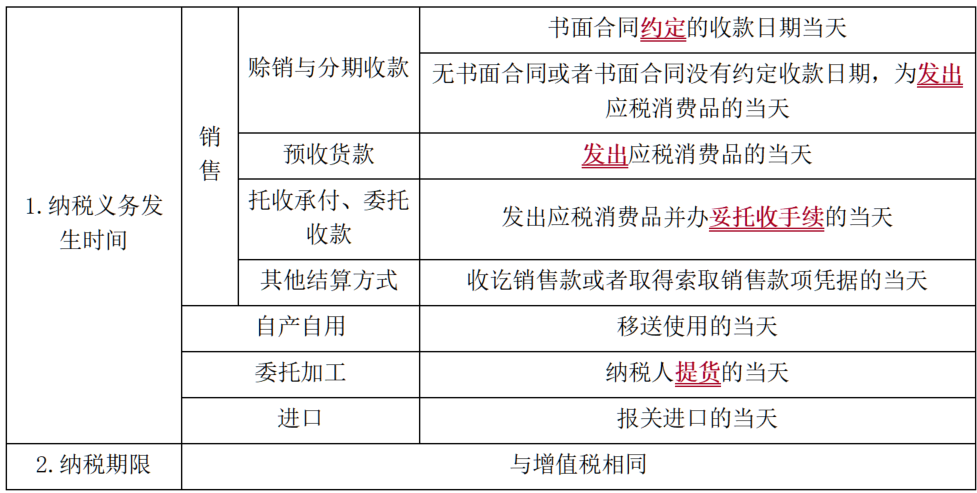 1.纳税义务发
生时间
销
售
赊销与分期收款
书面合同约定的收款日期当天
无书面合同或者书面合同没有约定收款日期，为发出
应税消费品的当天
预收货款
发出应税消费品的当天
托收承付、委托
收款
发出应税消费品并办妥托收手续的当天
其他结算方式
收讫销售款或者取得索取销售款项凭据的当天
自产自用
移送使用的当天
委托加工
纳税人提货的当天
进口
报关进口的当天
2.纳税期限
与增值税相同